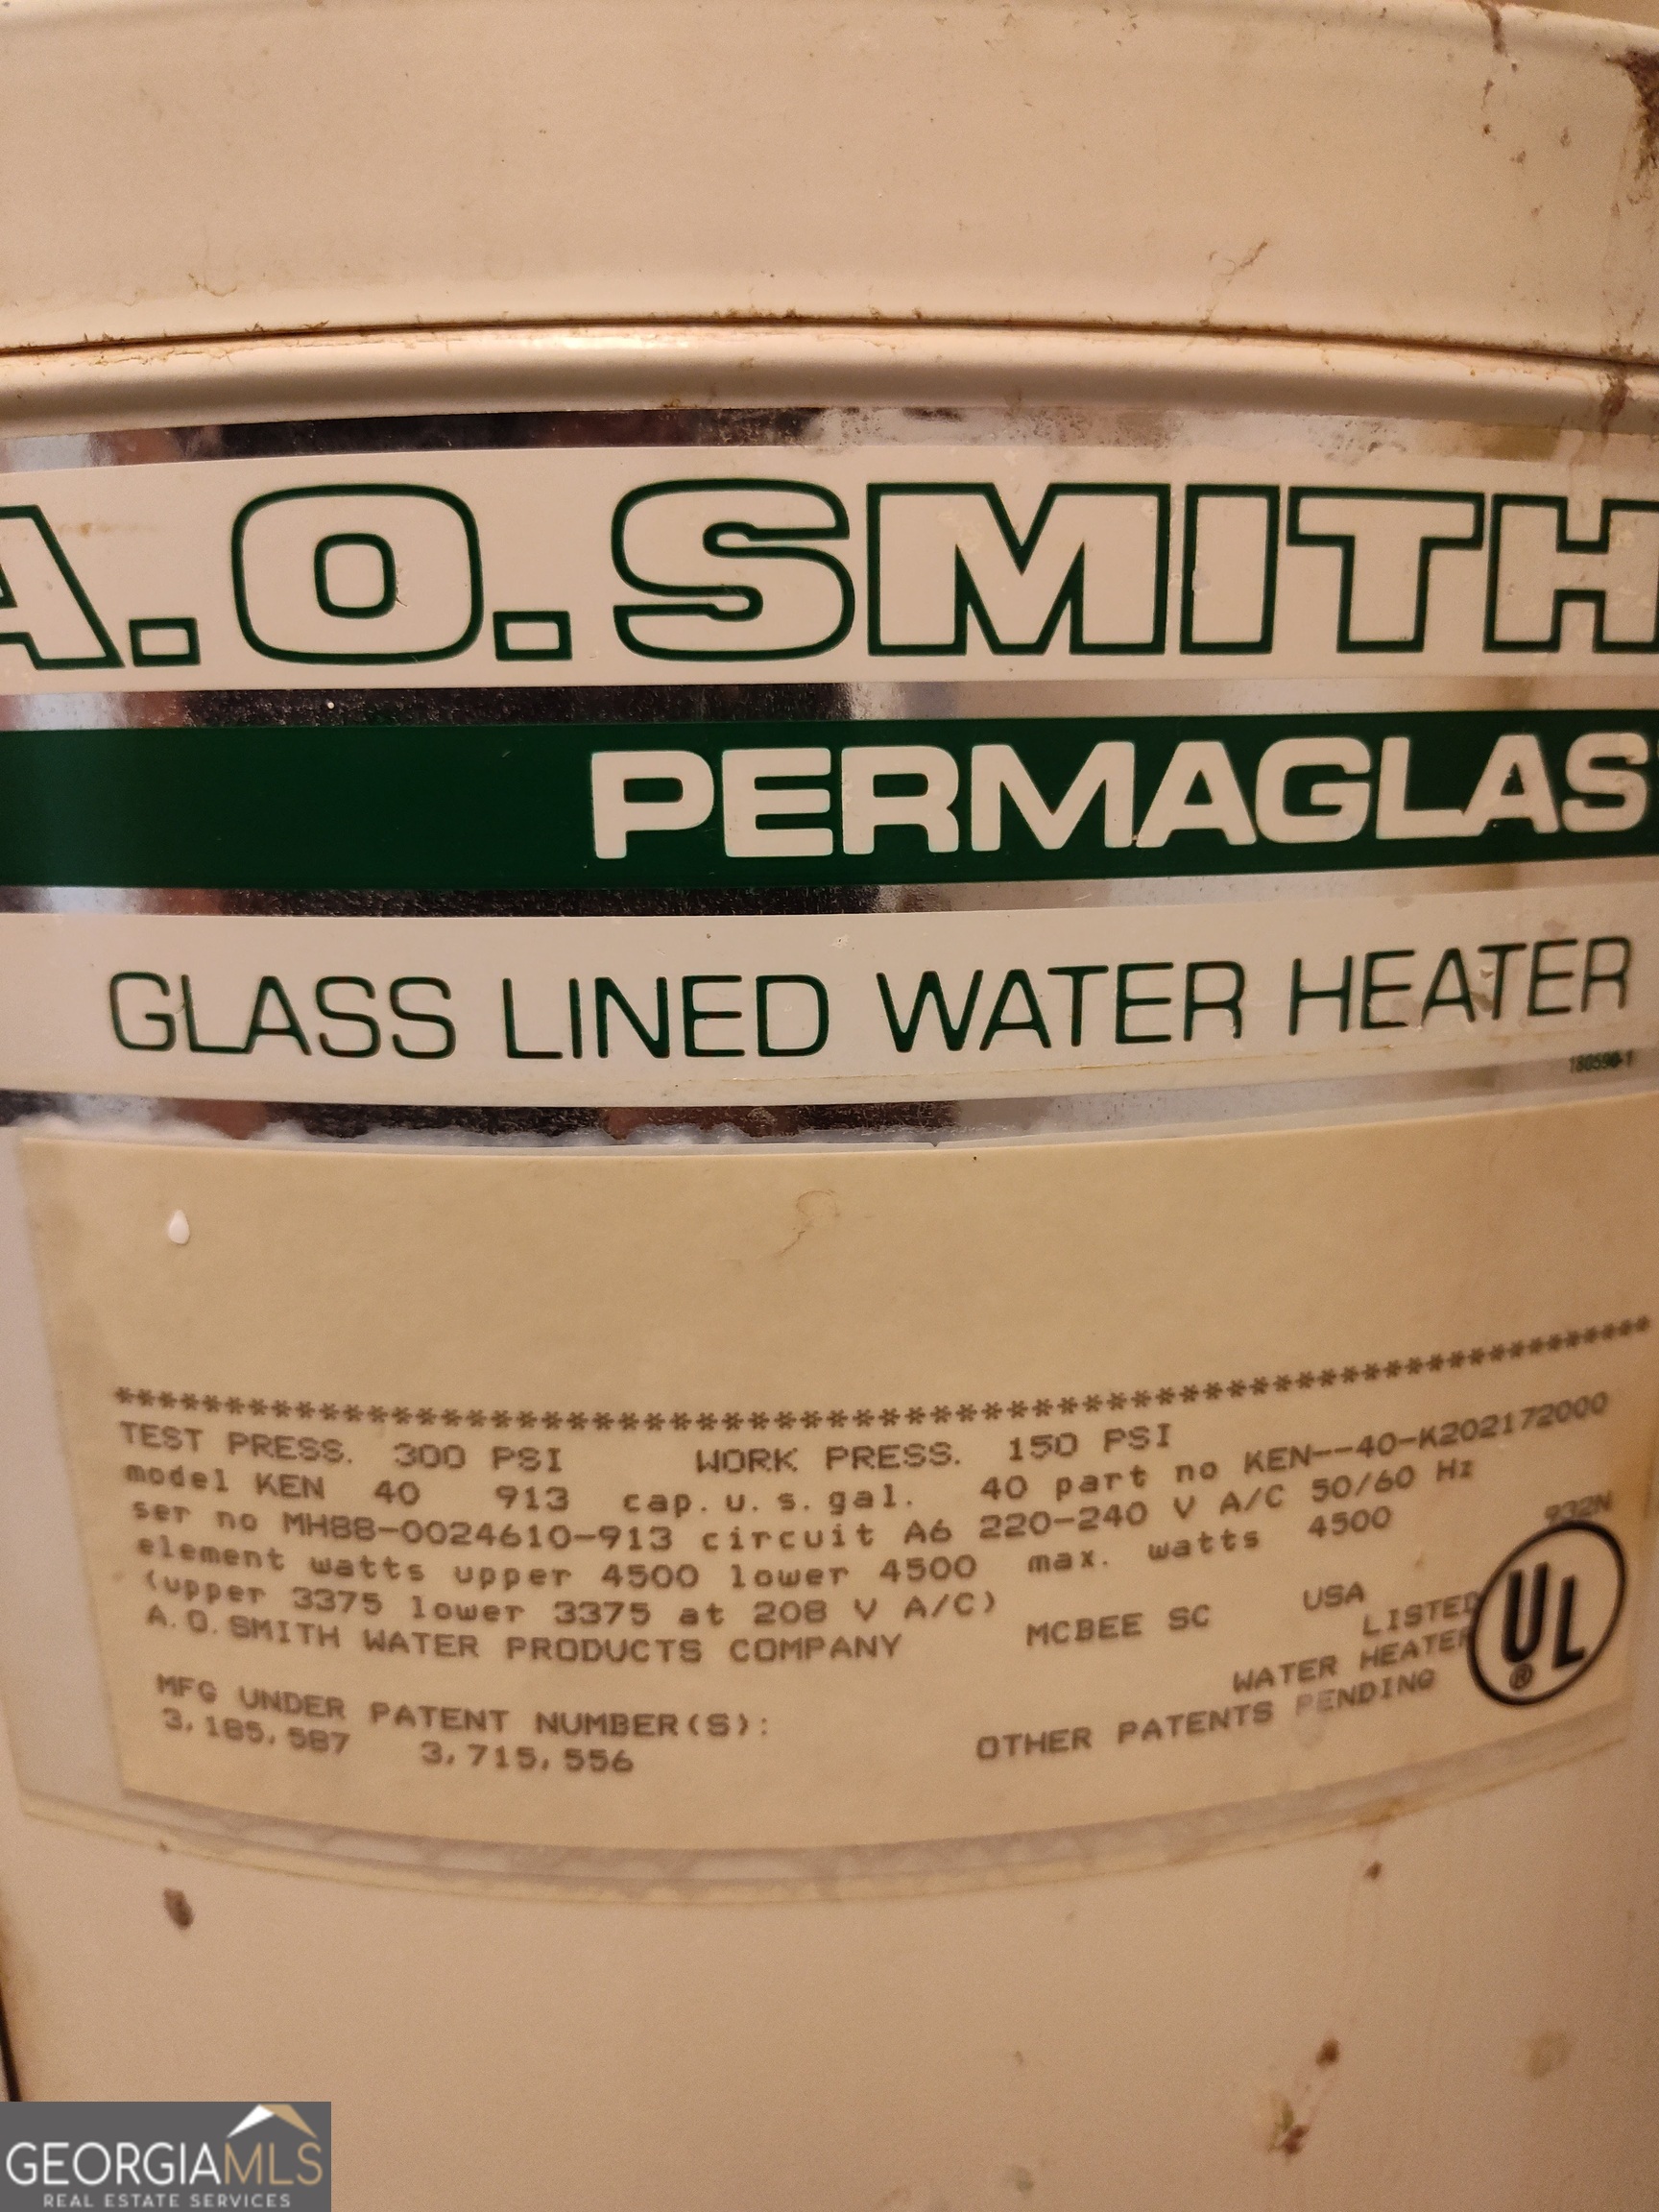 A.O.SMITH
PERMAGLAS
GLASS LINED WATER HEATER
180596-1
************************************************************
TEST PRESS. 300 PSI WORK PRESS. 150 PSI
model KEN 40 913 cap.u.s.gal. 40 part no KEN--40-K202172000
ser no MH88-0024610-913 circuit A6 220-240 V A/C 50/60 Hz
element watts upper 4500 lower 4500 max. watts 4500
(upper 3375 lower 3375 at 208 V A/C)
A.O.SMITH WATER PRODUCTS COMPANY MCBEE SC USA
932N
LISTED
WATER HEATER
UL
®
MFG UNDER PATENT NUMBER(S): OTHER PATENTS PENDING
3,185,587 3,715,556
GEORGIAMLS
REAL ESTATE SERVICES